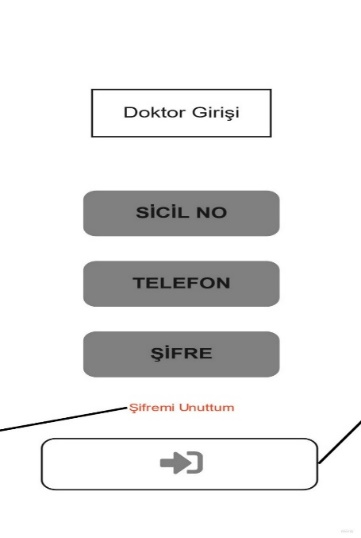 Doktor Girişi
SİCİL NO
TELEFON
ŞİFRE
Şifremi Unuttum